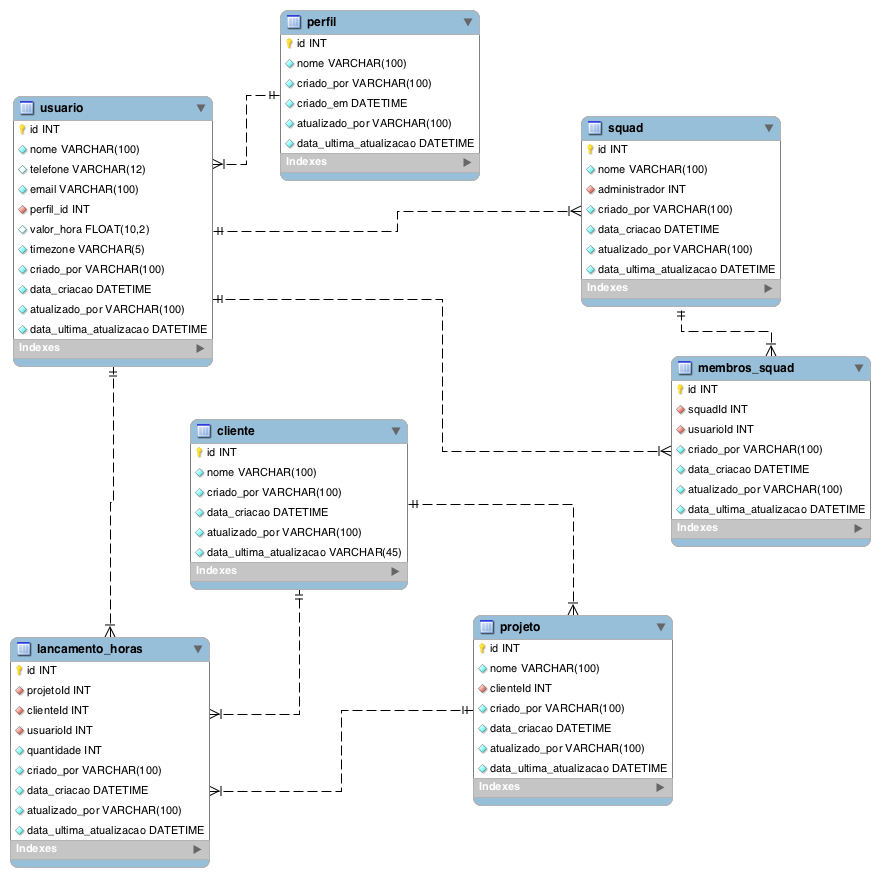 perfil
id INT
nome VARCHAR(100)
criado_por VARCHAR(100)
criado_em DATETIME
atualizado_por VARCHAR(100)
data_ultima_atualizacao DATETIME
Indexes
usuario
id INT
nome VARCHAR(100)
telefone VARCHAR(12)
email VARCHAR(100)
perfil_id INT
valor_hora FLOAT(10,2)
timezone VARCHAR(5)
criado_por VARCHAR(100)
data_criacao DATETIME
atualizado_por VARCHAR(100)
data_ultima_atualizacao DATETIME
Indexes
squad
id INT
nome VARCHAR(100)
administrador INT
criado_por VARCHAR(100)
data_criacao DATETIME
atualizado_por VARCHAR(100)
data_ultima_atualizacao DATETIME
Indexes
membros_squad
id INT
squadId INT
usuarioId INT
criado_por VARCHAR(100)
data_criacao DATETIME
atualizado_por VARCHAR(100)
data_ultima_atualizacao DATETIME
Indexes
cliente
id INT
nome VARCHAR(100)
criado_por VARCHAR(100)
data_criacao DATETIME
atualizado_por VARCHAR(100)
data_ultima_atualizacao VARCHAR(45)
Indexes
projeto
id INT
nome VARCHAR(100)
clienteId INT
criado_por VARCHAR(100)
data_criacao DATETIME
atualizado_por VARCHAR(100)
data_ultima_atualizacao DATETIME
Indexes
lancamento_horas
id INT
projetoId INT
clienteId INT
usuarioId INT
quantidade INT
criado_por VARCHAR(100)
data_criacao DATETIME
atualizado_por VARCHAR(100)
data_ultima_atualizacao DATETIME
Indexes